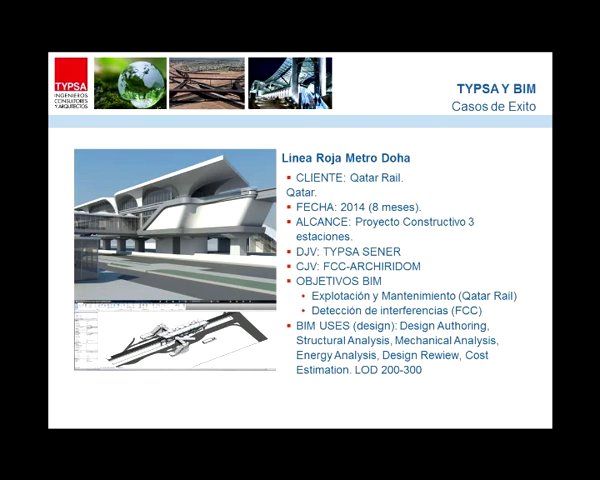 TYPSA
INGENIEROS
CONSULTORES
Y ARQUITECTOS
TYPSA Y BIM
Casos de Exito
Linea Roja Metro Doha
CLIENTE: Qatar Rail.
Qatar.
FECHA: 2014 (8 meses).
ALCANCE: Proyecto Constructivo 3
estaciones.
DJV: TYPSA SENER
CJV: FCC-ARCHIRIDOM
OBJETIVOS BIM
Explotación y Mantenimiento (Qatar Rail)
Detección de interferencias (FCC)
BIM USES (design): Design Authoring,
Structural Analysis, Mechanical Analysis,
Energy Analysis, Design Rewiew, Cost
Estimation. LOD 200-300